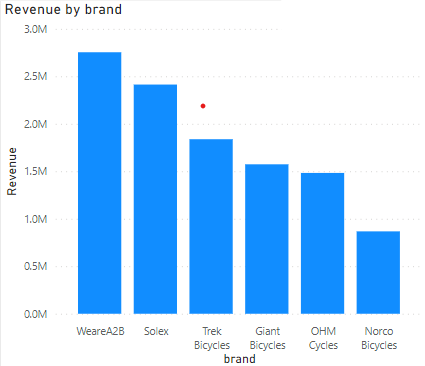 Revenue by brand
3.0M
2.5M
2.0M
1.5M
1.0M
0.5M
0.0M
Revenue
WeareA2B
Solex
Trek
Bicycles
Giant
Bicycles
OHM
Cycles
Norco
Bicycles
brand